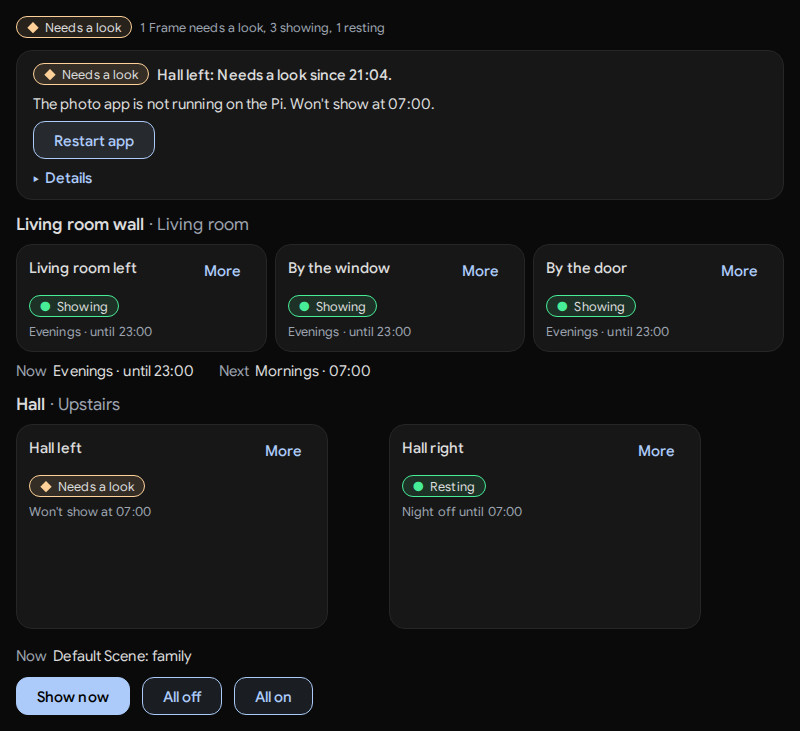 Needs a look 1 Frame needs a look, 3 showing, 1 resting
Needs a look Hall left: Needs a look since 21:04.
The photo app is not running on the Pi. Won't show at 07:00.
Restart app
Details
Living room wall · Living room
Living room left More
Showing
Evenings · until 23:00
By the window More
Showing
Evenings · until 23:00
By the door More
Showing
Evenings · until 23:00
Now Evenings · until 23:00 Next Mornings · 07:00
Hall · Upstairs
Hall left More
Needs a look
Won't show at 07:00
Hall right More
Resting
Night off until 07:00
Now Default Scene: family
Show now All off All on